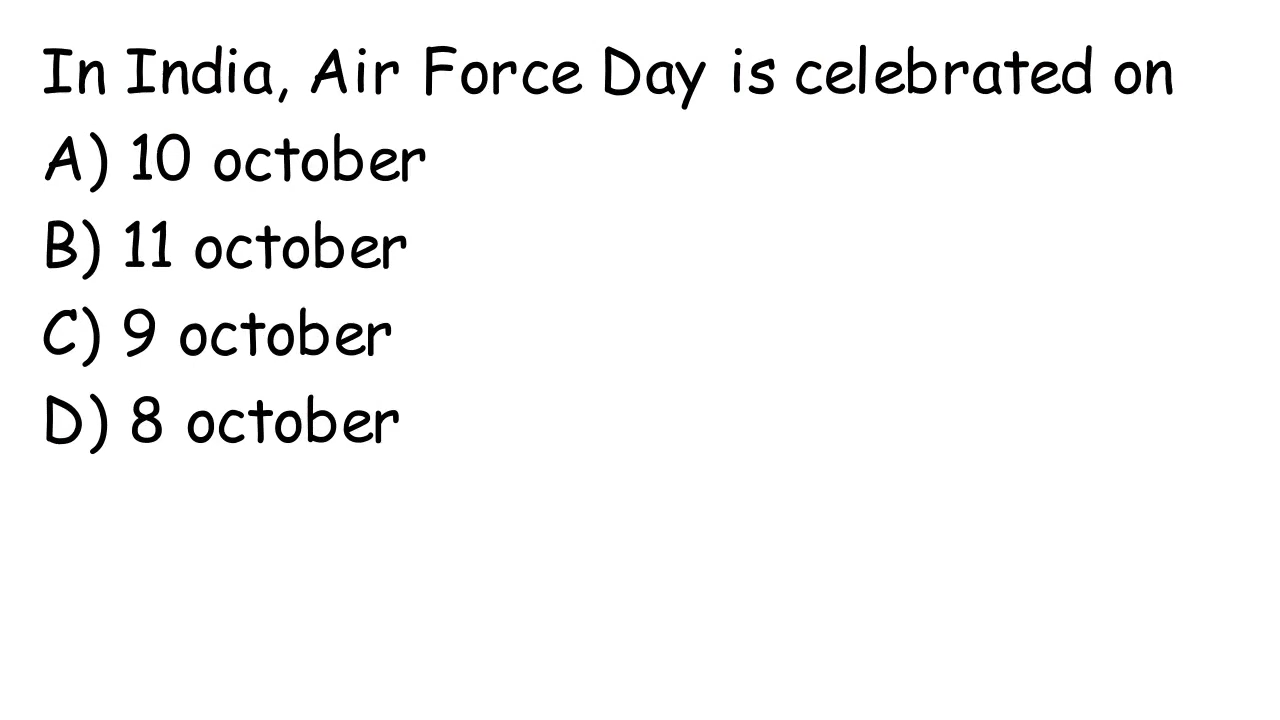 In India, Air Force Day is celebrated on
A) 10 october
B) 11 october
C) 9 october
D) 8 october